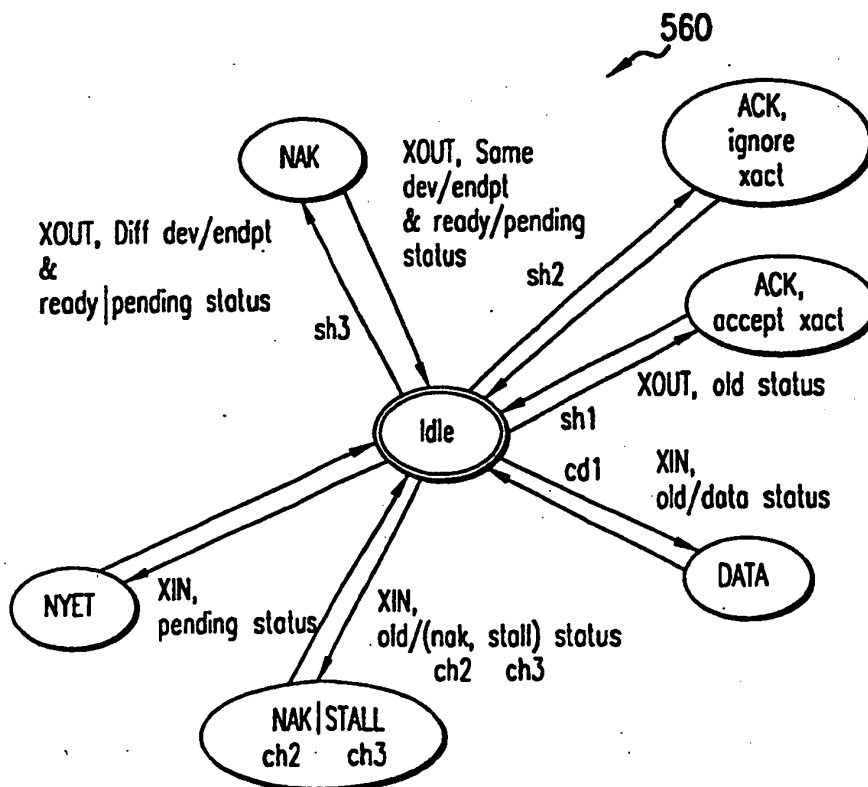 560
ACK,
ignore
xact
NAK
XOUT, Same
dev/endpt
& ready/pending
status
XOUT, Diff dev/endpt
&
ready|pending status
sh2
ACK,
accept xact
sh3
XOUT, old status
Idle
sh1
cd1
XIN,
old/data status
DATA
NYET
XIN,
pending status
XIN,
old/(nak, stall) status
ch2 ch3
NAK|STALL
ch2 ch3